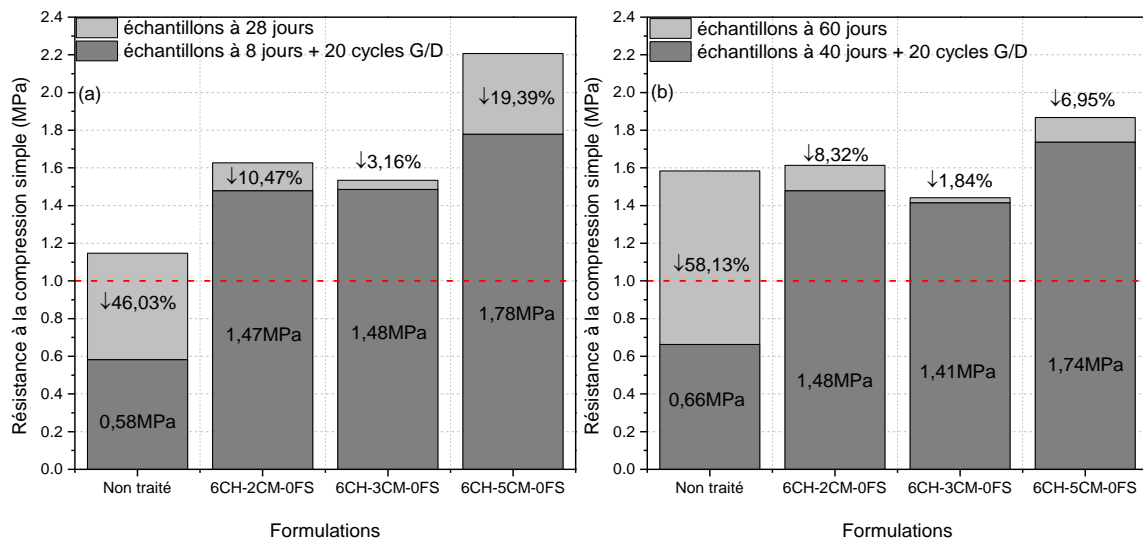 échantillons à 28 jours
échantillons à 8 jours + 20 cycles G/D
(a)
Résistance à la compression simple (MPa)
2.4
2.2
2.0
1.8
1.6
1.4
1.2
1.0
0.8
0.6
0.4
0.2
0.0
↓46,03%
↓10,47%
↓3,16%
↓19,39%
0,58MPa
1,47MPa
1,48MPa
1,78MPa
Non traité
6CH-2CM-0FS
6CH-3CM-0FS
6CH-5CM-0FS
Formulations
échantillons à 60 jours
échantillons à 40 jours + 20 cycles G/D
(b)
Résistance à la compression simple (MPa)
2.4
2.2
2.0
1.8
1.6
1.4
1.2
1.0
0.8
0.6
0.4
0.2
0.0
↓58,13%
↓8,32%
↓1,84%
↓6,95%
0,66MPa
1,48MPa
1,41MPa
1,74MPa
Non traité
6CH-2CM-0FS
6CH-3CM-0FS
6CH-5CM-0FS
Formulations